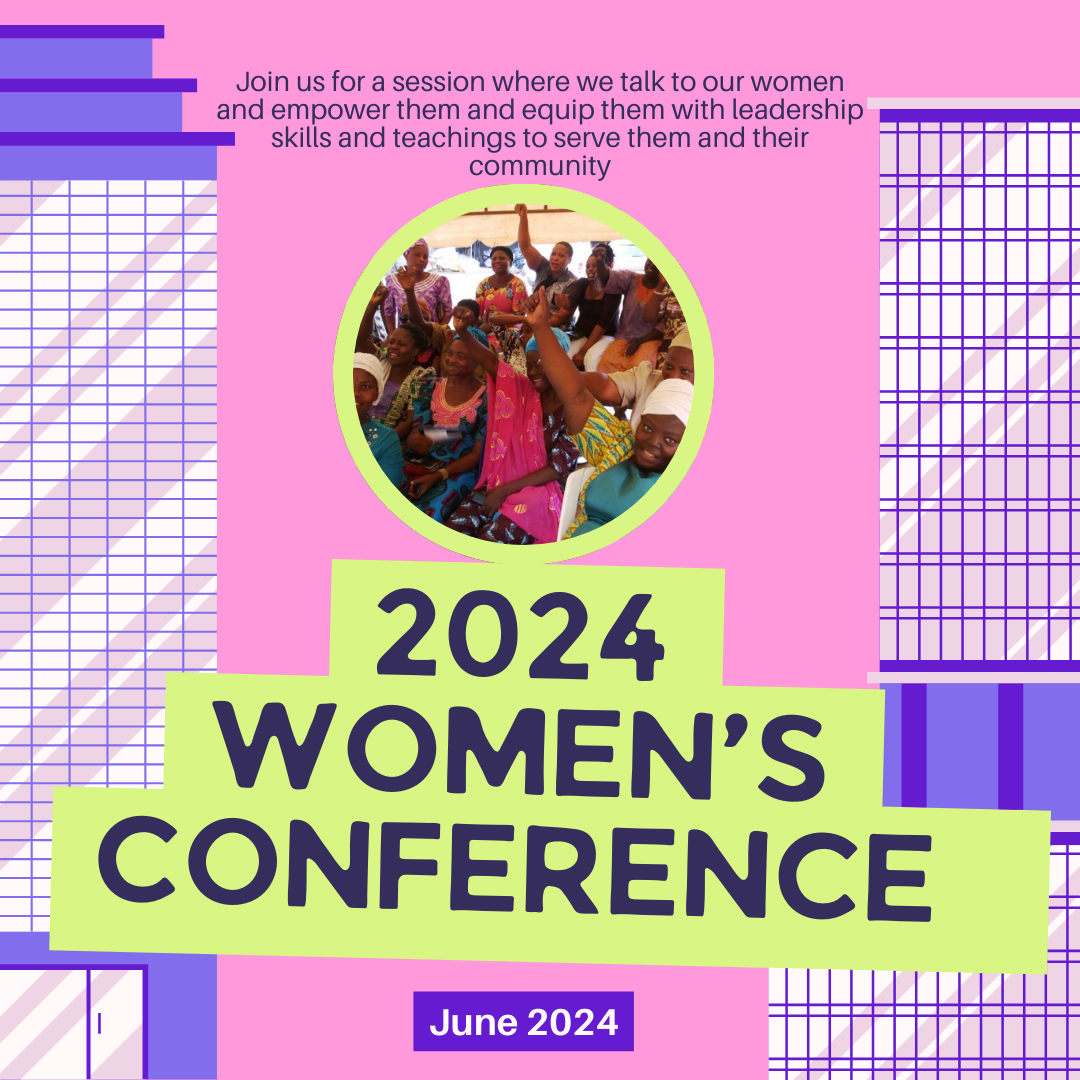 Join us for a session where we talk to our women
and empower them and equip them with leadership
skills and teachings to serve them and their
community
2024
WOMEN’S
CONFERENCE
June 2024